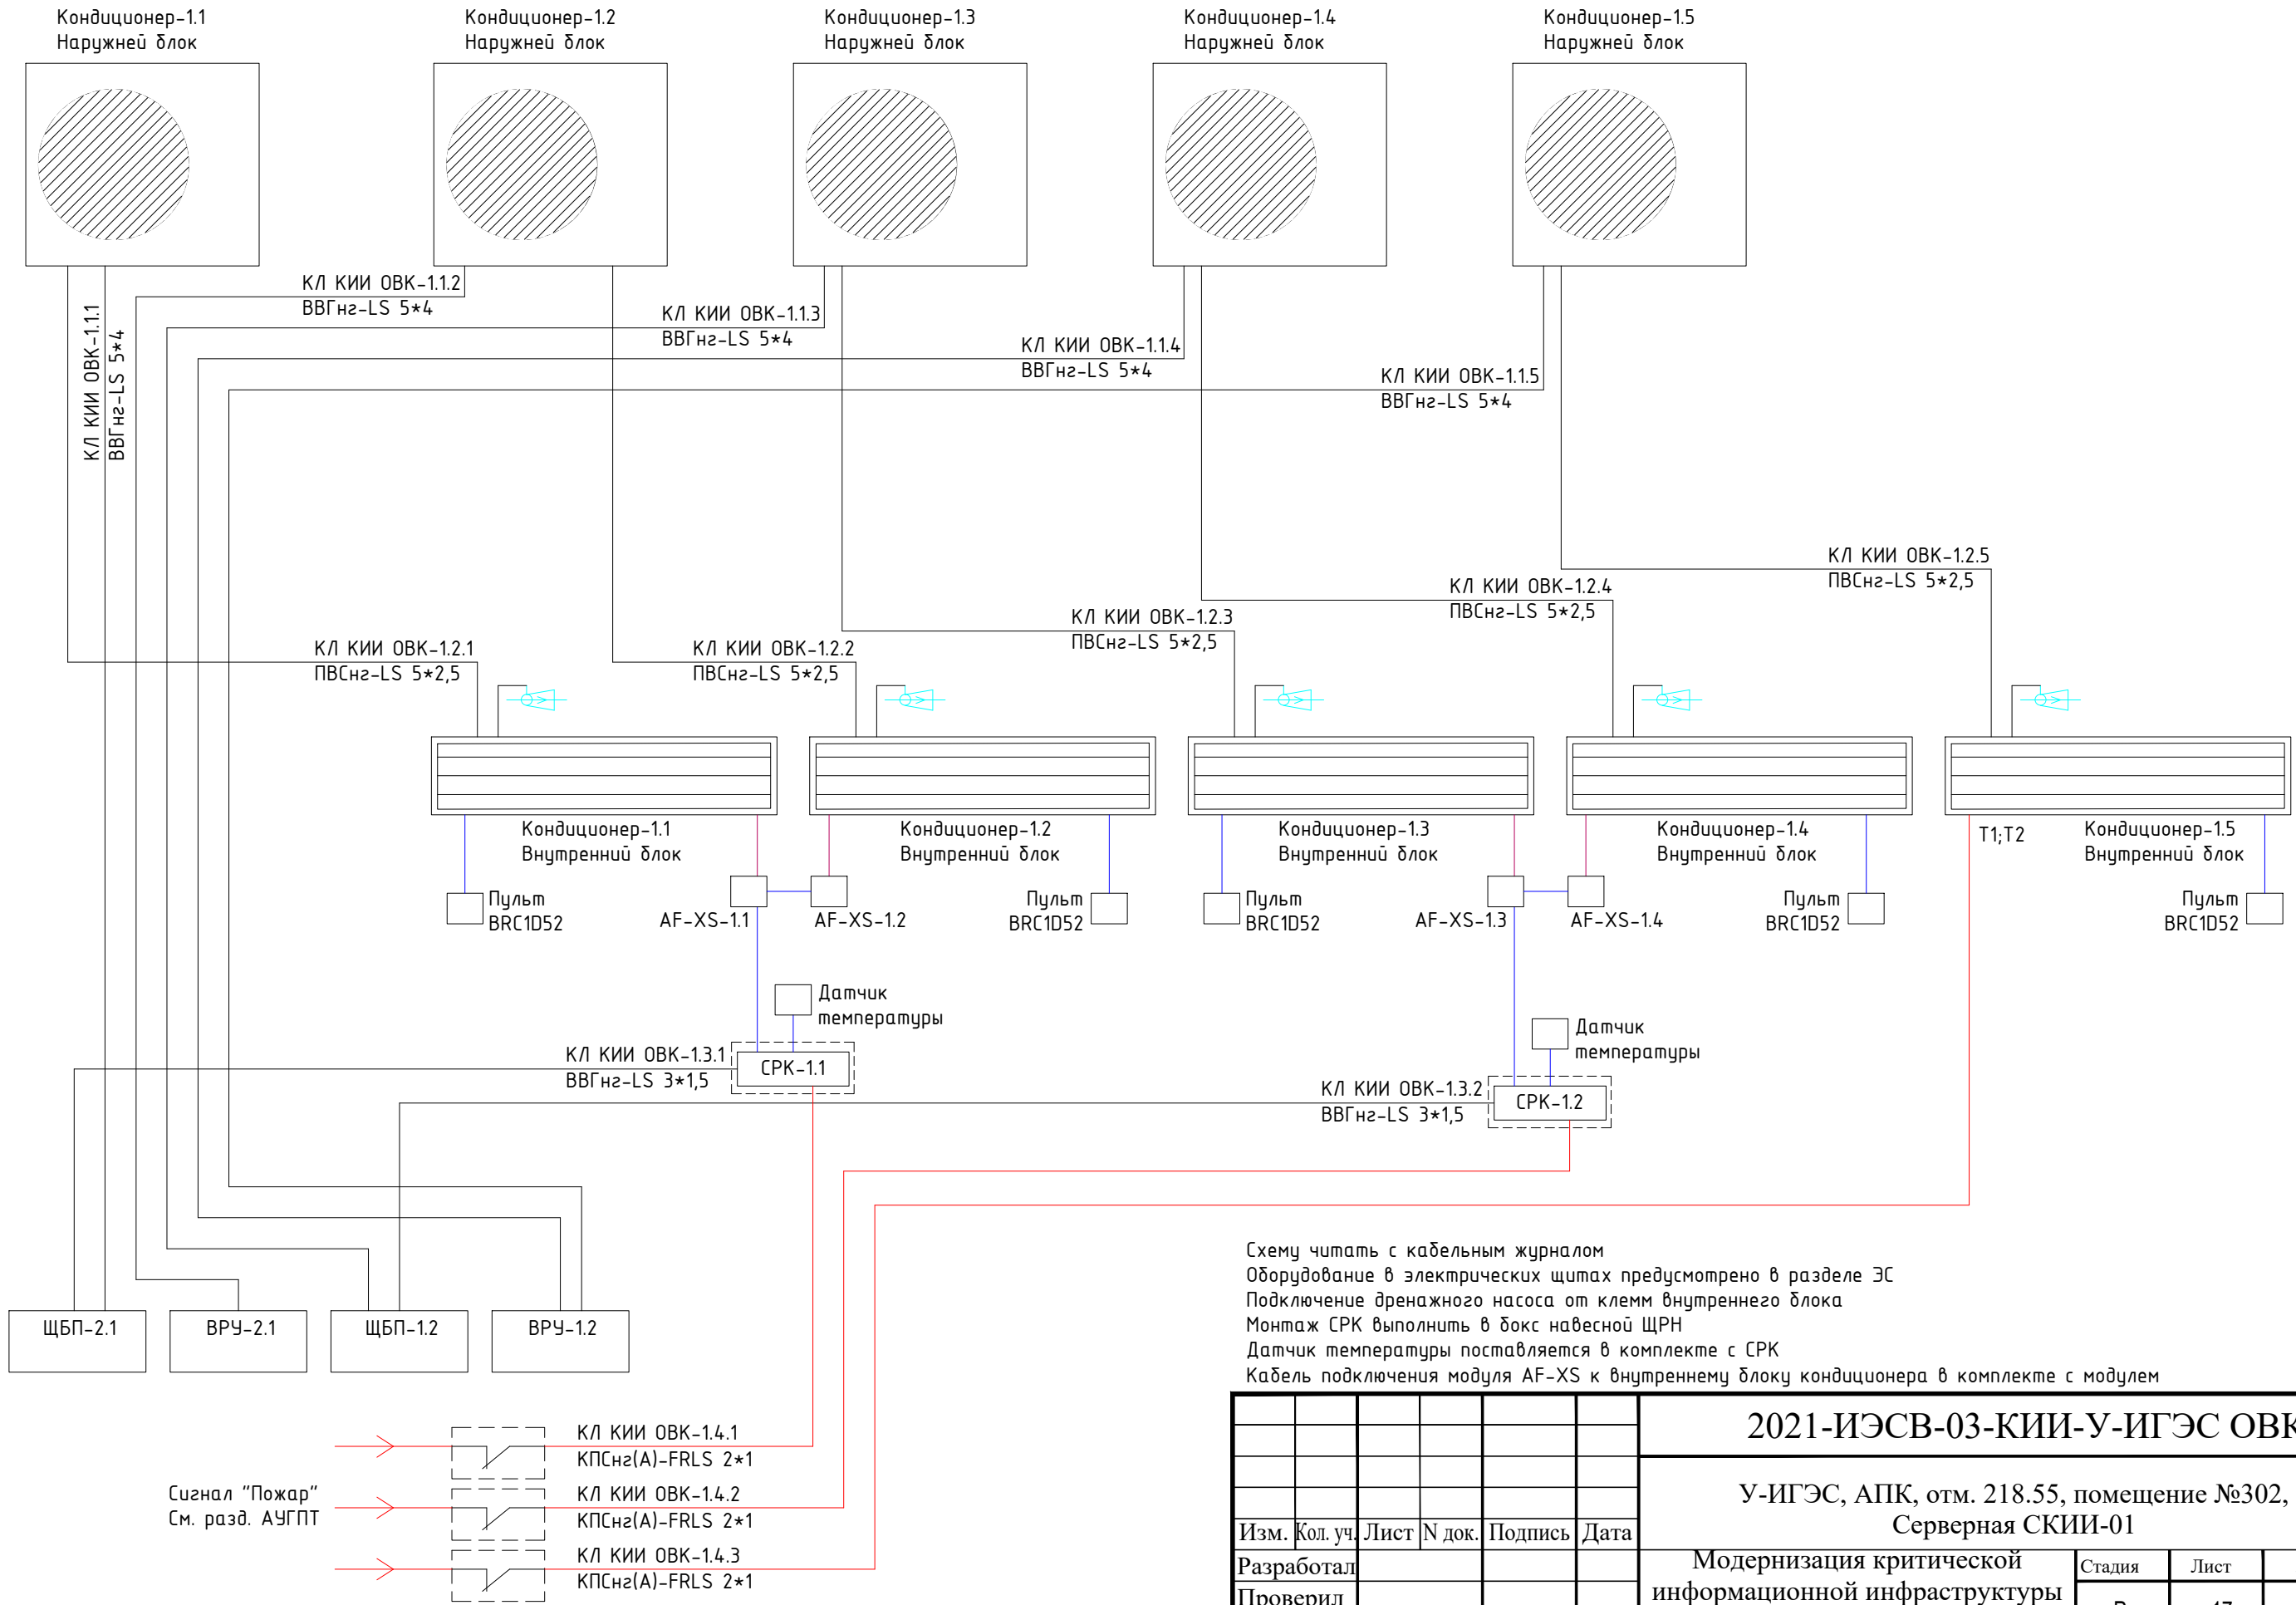 Кондиционер-1.1
Наружней блок
Кондиционер-1.2
Наружней блок
Кондиционер-1.3
Наружней блок
Кондиционер-1.4
Наружней блок
Кондиционер-1.5
Наружней блок
КЛ КИИ ОВК-1.1.1
ВВГнг-LS 5*4
КЛ КИИ ОВК-1.1.2
ВВГнг-LS 5*4
КЛ КИИ ОВК-1.1.3
ВВГнг-LS 5*4
КЛ КИИ ОВК-1.1.4
ВВГнг-LS 5*4
КЛ КИИ ОВК-1.1.5
ВВГнг-LS 5*4
КЛ КИИ ОВК-1.2.5
ПВСнг-LS 5*2,5
КЛ КИИ ОВК-1.2.4
ПВСнг-LS 5*2,5
КЛ КИИ ОВК-1.2.3
ПВСнг-LS 5*2,5
КЛ КИИ ОВК-1.2.1
ПВСнг-LS 5*2,5
КЛ КИИ ОВК-1.2.2
ПВСнг-LS 5*2,5
Кондиционер-1.1
Внутренний блок
Кондиционер-1.2
Внутренний блок
Кондиционер-1.3
Внутренний блок
Кондиционер-1.4
Внутренний блок
Т1;Т2
Кондиционер-1.5
Внутренний блок
Пульт
BRC1D52
AF-XS-1.1
AF-XS-1.2
Пульт
BRC1D52
Пульт
BRC1D52
AF-XS-1.3
AF-XS-1.4
Пульт
BRC1D52
Пульт
BRC1D52
Датчик
температуры
Датчик
температуры
КЛ КИИ ОВК-1.3.1
ВВГнг-LS 3*1,5
СРК-1.1
КЛ КИИ ОВК-1.3.2
ВВГнг-LS 3*1,5
СРК-1.2
ЩБП-2.1
ВРУ-2.1
ЩБП-1.2
ВРУ-1.2
Схему читать с кабельным журналом
Оборудование в электрических щитах предусмотрено в разделе ЭС
Подключение дренажного насоса от клемм внутреннего блока
Монтаж СРК выполнить в бокс навесной ЩРН
Датчик температуры поставляется в комплекте с СРК
Кабель подключения модуля AF-XS к внутреннему блоку кондиционера в комплекте с модулем
Сигнал "Пожар"
См. разд. АУГПТ
КЛ КИИ ОВК-1.4.1
КПСнг(А)-FRLS 2*1
КЛ КИИ ОВК-1.4.2
КПСнг(А)-FRLS 2*1
КЛ КИИ ОВК-1.4.3
КПСнг(А)-FRLS 2*1
2021-ИЭСВ-03-КИИ-У-ИГЭС ОВК
У-ИГЭС, АПК, отм. 218.55, помещение №302,
Серверная СКИИ-01
Изм. Кол. уч. Лист N док. Подпись Дата
Разработал
Проверил
Модернизация критической
информационной инфраструктуры
Стадия Лист